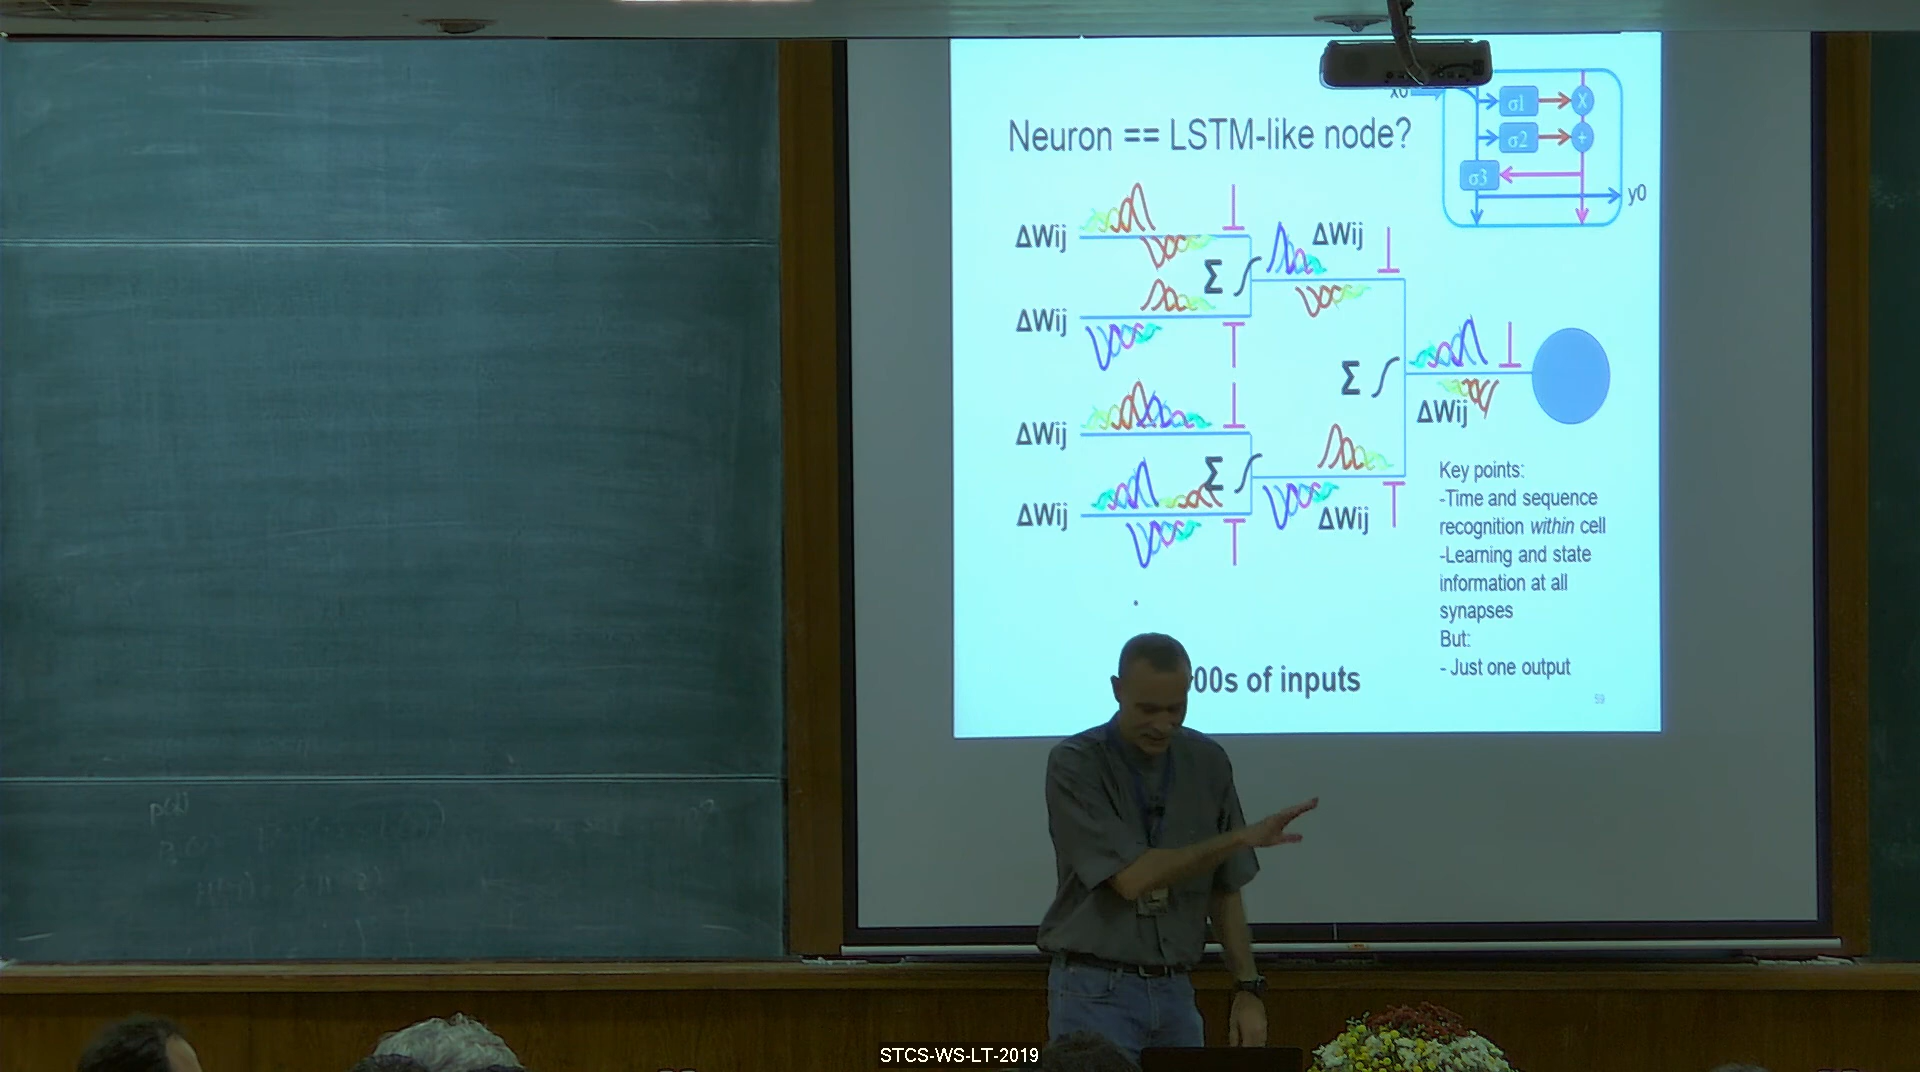 x0
σ1
X
Neuron == LSTM-like node?
σ2
+
σ3
y0
ΔWij
ΔWij
Σ
ΔWij
Σ
ΔWij
ΔWij
Σ
ΔWij
ΔWij
Key points:
-Time and sequence
recognition within cell
-Learning and state
information at all
synapses
But:
- Just one output
00s of inputs
59
STCS-WS-LT-2019